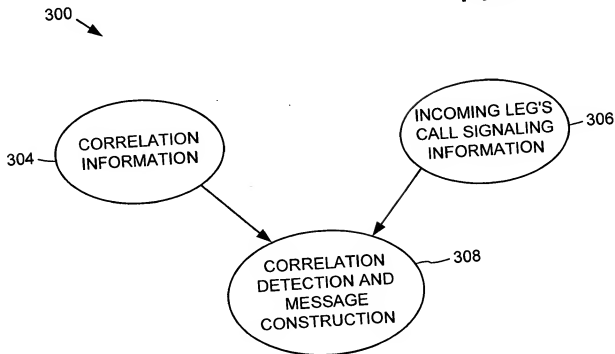 300
CORRELATION
INFORMATION
304
INCOMING LEG'S
CALL SIGNALING
INFORMATION
306
CORRELATION
DETECTION AND
MESSAGE
CONSTRUCTION
308